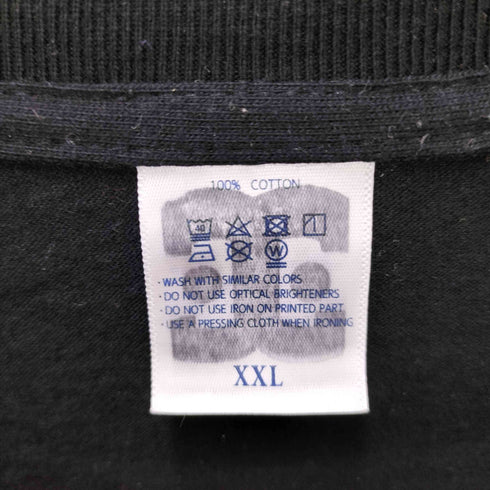 100% COTTON
40
W
· WASH WITH SIMILAR COLORS
· DO NOT USE OPTICAL BRIGHTENERS
· DO NOT USE IRON ON PRINTED PART
· USE A PRESSING CLOTH WHEN IRONING
XXL